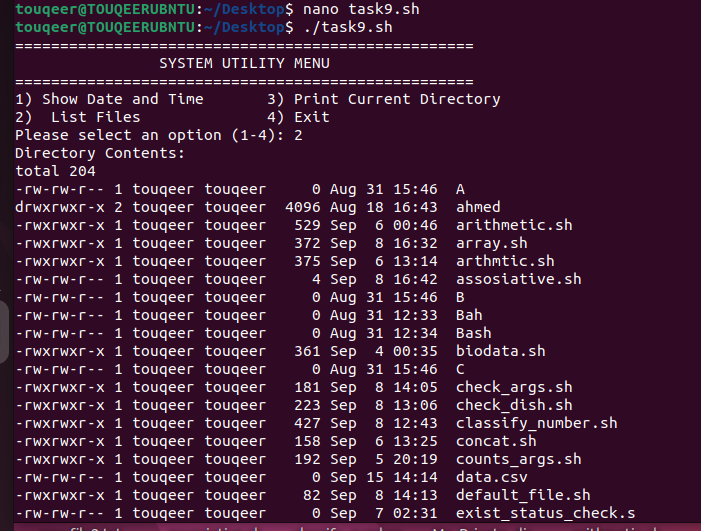 touqeer@TOUQEERUBNTU:~/Desktop$ nano task9.sh
touqeer@TOUQEERUBNTU:~/Desktop$ ./task9.sh
===================================================
                SYSTEM UTILITY MENU
===================================================
1) Show Date and Time       3) Print Current Directory
2)  List Files              4) Exit
Please select an option (1-4): 2
Directory Contents:
total 204
-rw-rw-r-- 1 touqeer touqeer     0 Aug 31 15:46  A
drwxrwxr-x 2 touqeer touqeer  4096 Aug 18 16:43  ahmed
-rwxrwxr-x 1 touqeer touqeer   529 Sep  6 00:46  arithmetic.sh
-rwxrwxr-x 1 touqeer touqeer   372 Sep  8 16:32  array.sh
-rwxrwxr-x 1 touqeer touqeer   375 Sep  6 13:14  arthmtic.sh
-rw-rw-r-- 1 touqeer touqeer     4 Sep  8 16:42  assosiative.sh
-rw-rw-r-- 1 touqeer touqeer     0 Aug 31 15:46  B
-rw-rw-r-- 1 touqeer touqeer     0 Aug 31 12:33  Bah
-rw-rw-r-- 1 touqeer touqeer     0 Aug 31 12:34  Bash
-rwxrwxr-x 1 touqeer touqeer   361 Sep  4 00:35  biodata.sh
-rw-rw-r-- 1 touqeer touqeer     0 Aug 31 15:46  C
-rwxrwxr-x 1 touqeer touqeer   181 Sep  8 14:05  check_args.sh
-rwxrwxr-x 1 touqeer touqeer   223 Sep  8 13:06  check_dish.sh
-rwxrwxr-x 1 touqeer touqeer   427 Sep  8 12:43  classify_number.sh
-rwxrwxr-x 1 touqeer touqeer   158 Sep  6 13:25  concat.sh
-rwxrwxr-x 1 touqeer touqeer   192 Sep  5 20:19  counts_args.sh
-rw-rw-r-- 1 touqeer touqeer     0 Sep 15 14:14  data.csv
-rwxrwxr-x 1 touqeer touqeer    82 Sep  8 14:13  default_file.sh
-rw-rw-r-- 1 touqeer touqeer     0 Sep  7 02:31  exist_status_check.s